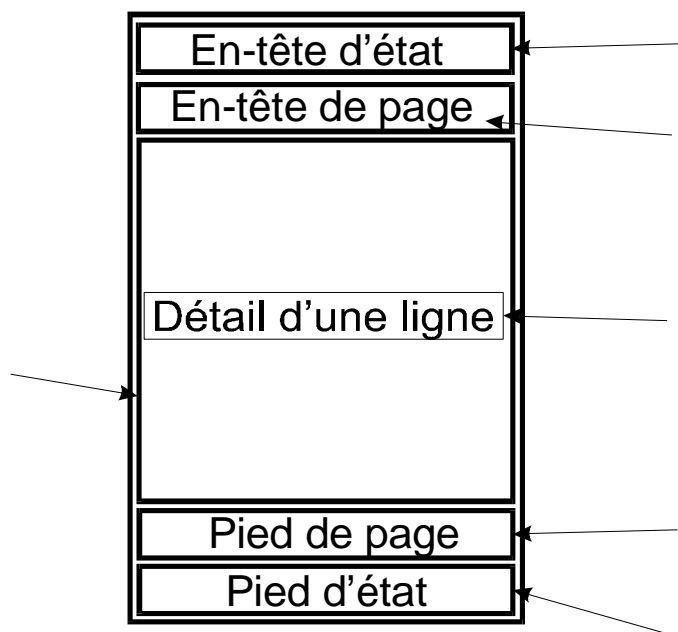 En-tête d’état
En-tête de page
Détail d’une ligne
Pied de page
Pied d’état